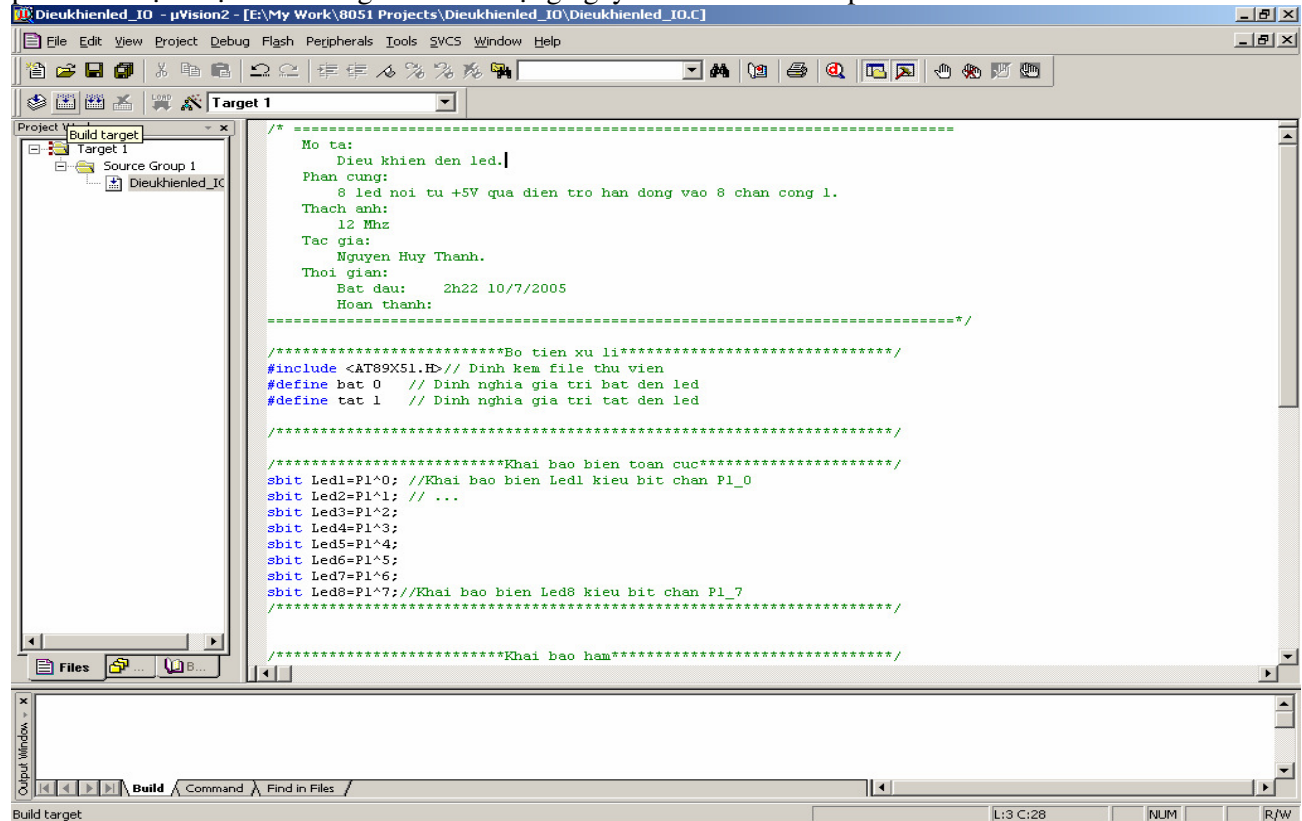 Dieukhienled_IO - µVision2 - [E:\My Work\8051 Projects\Dieukhienled_IO\Dieukhienled_IO.C]
File Edit View Project Debug Flash Peripherals Tools SVCS Window Help
Target 1
Project W
Build target
Target 1
Source Group 1
Dieukhienled_IO
/* ===========================================================================
Mo ta:
Dieu khien den led.
Phan cung:
8 led noi tu +5V qua dien tro han dong vao 8 chan cong 1.
Thach anh:
12 Mhz
Tac gia:
Nguyen Huy Thanh.
Thoi gian:
Bat dau: 2h22 10/7/2005
Hoan thanh:
==============================================================================*/
/**************************Bo tien xu li*******************************/
#include <AT89X51.H>// Dinh kem file thu vien
#define bat 0 // Dinh nghia gia tri bat den led
#define tat 1 // Dinh nghia gia tri tat den led
/**********************************************************************/
/**************************Khai bao bien toan cuc**********************/
sbit Led1=P1^0; //Khai bao bien Led1 kieu bit chan P1_0
sbit Led2=P1^1; // ...
sbit Led3=P1^2;
sbit Led4=P1^3;
sbit Led5=P1^4;
sbit Led6=P1^5;
sbit Led7=P1^6;
sbit Led8=P1^7;//Khai bao bien Led8 kieu bit chan P1_7
/**********************************************************************/
/**************************Khai bao ham********************************/
Files ... B...
Output Window
Build Command Find in Files
Build target L:3 C:28 NUM R/W